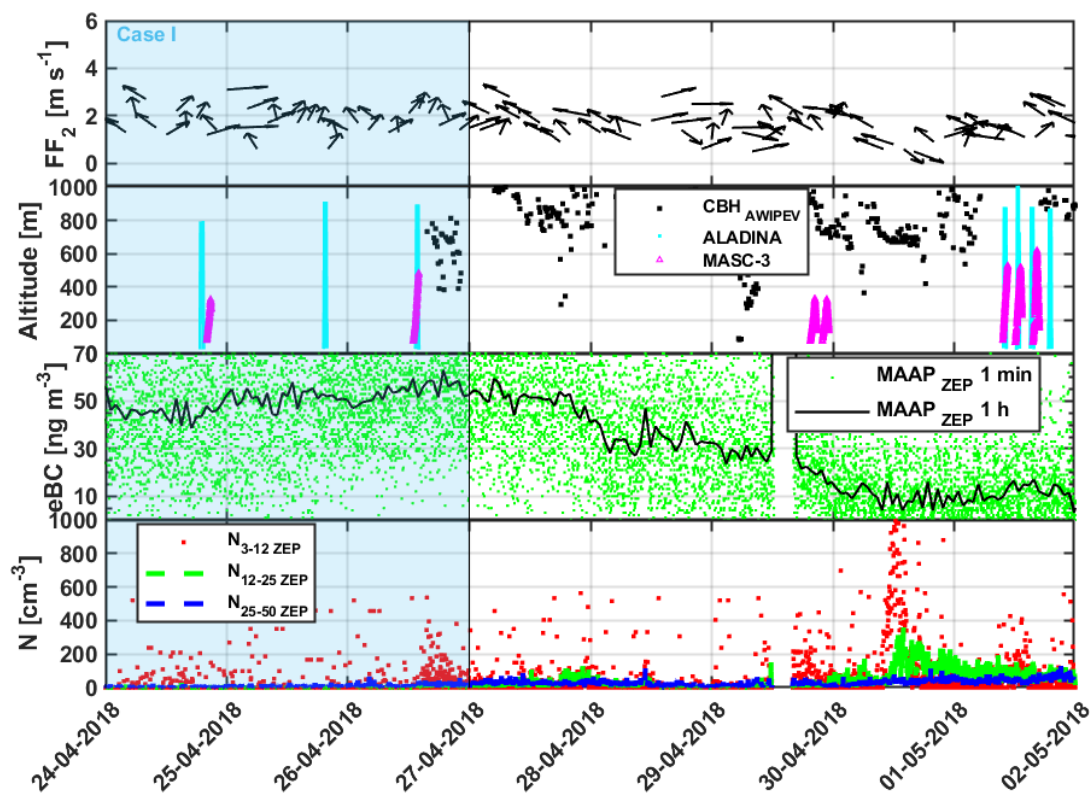 Case I
FF2 [m s-1]
6
4
2
0
Altitude [m]
1000
800
600
400
200
CBH AWIPEV
ALADINA
MASC-3
eBC [ng m-3]
70
50
30
10
MAAP ZEP 1 min
MAAP ZEP 1 h
N [cm-3]
1000
800
600
400
200
0
N3-12 ZEP
N12-25 ZEP
N25-50 ZEP
24-04-2018
25-04-2018
26-04-2018
27-04-2018
28-04-2018
29-04-2018
30-04-2018
01-05-2018
02-05-2018